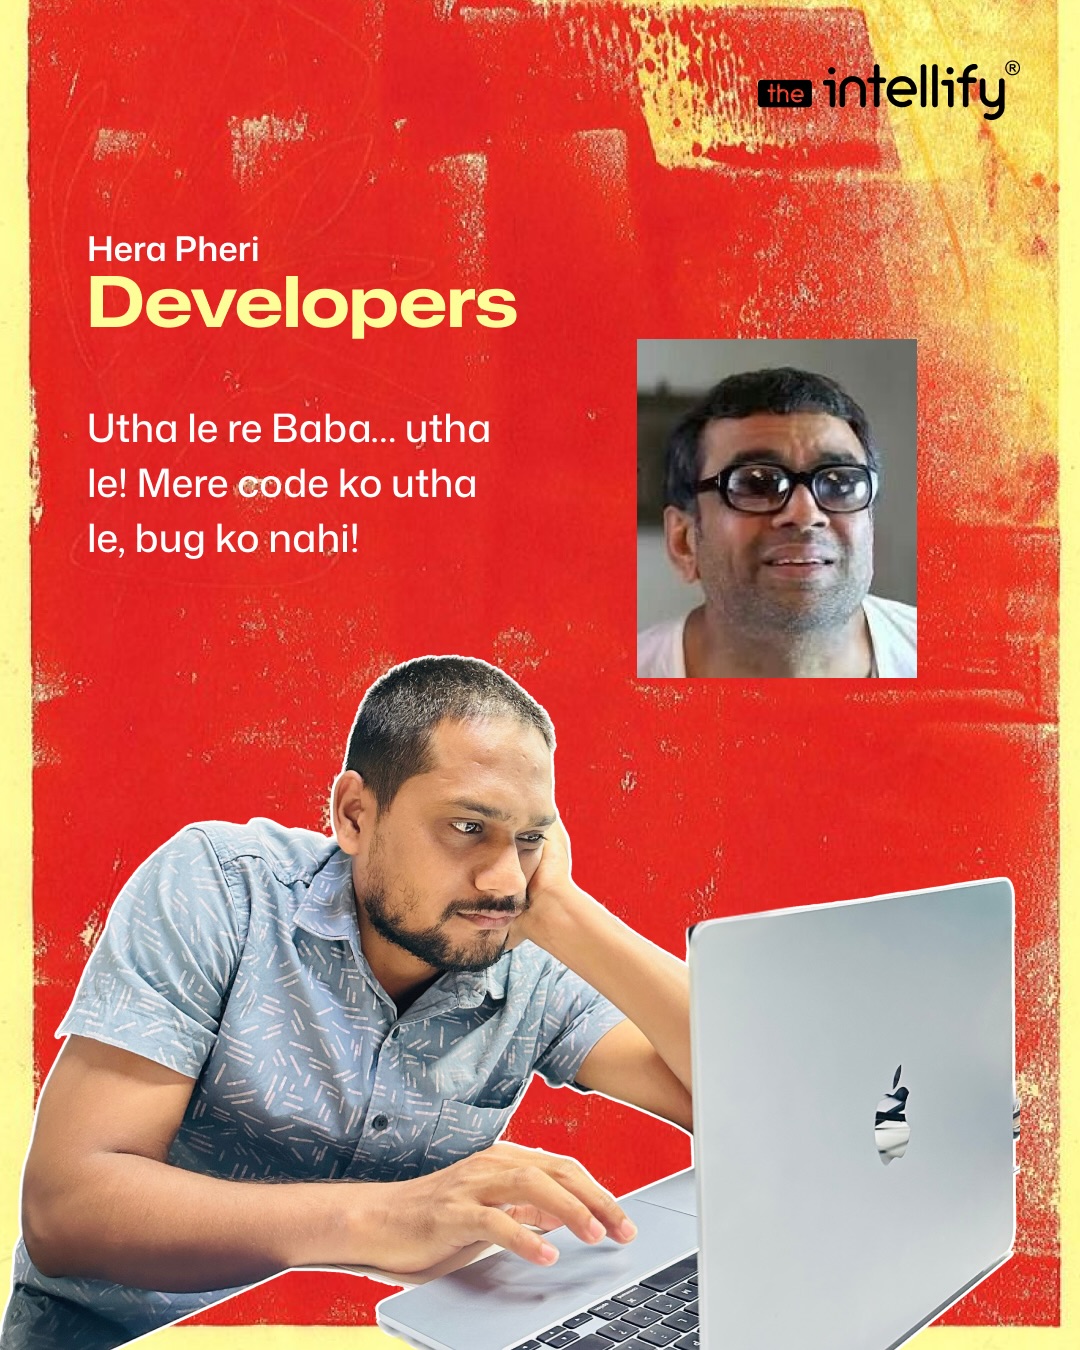 the intellify®
Hera Pheri
Developers
Utha le re Baba... utha
le! Mere code ko utha
le, bug ko nahi!